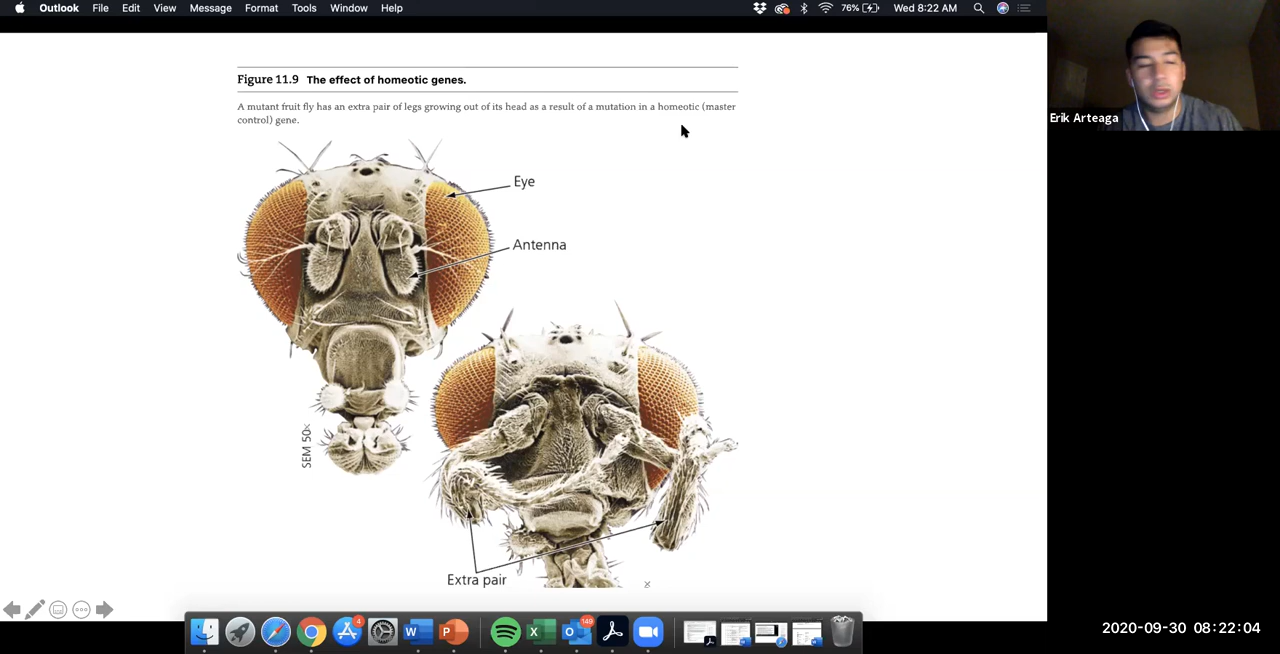 Outlook File Edit View Message Format Tools Window Help 76% Wed 8:22 AM
Figure 11.9 The effect of homeotic genes.
A mutant fruit fly has an extra pair of legs growing out of its head as a result of a mutation in a homeotic (master
control) gene.
Erik Arteaga
Eye
Antenna
SEM 50×
Extra pair
4
W
P
X
149
2020-09-30 08:22:04